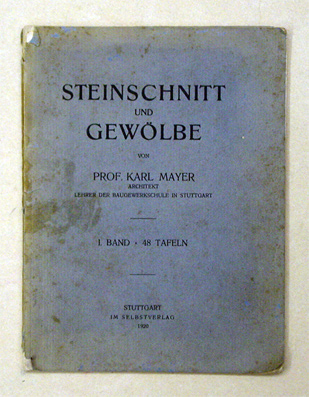 STEINSCHNITT
UND
GEWÖLBE
VON
PROF. KARL MAYER
ARCHITEKT
LEHRER DER BAUGEWERKSCHULE IN STUTTGART
I. BAND • 48 TAFELN
STUTTGART
IM SELBSTVERLAG